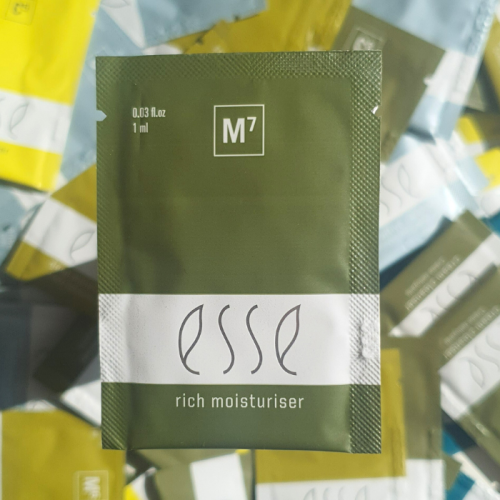 0.03 fl.oz
1 ml
M⁷
esse
rich moisturiser